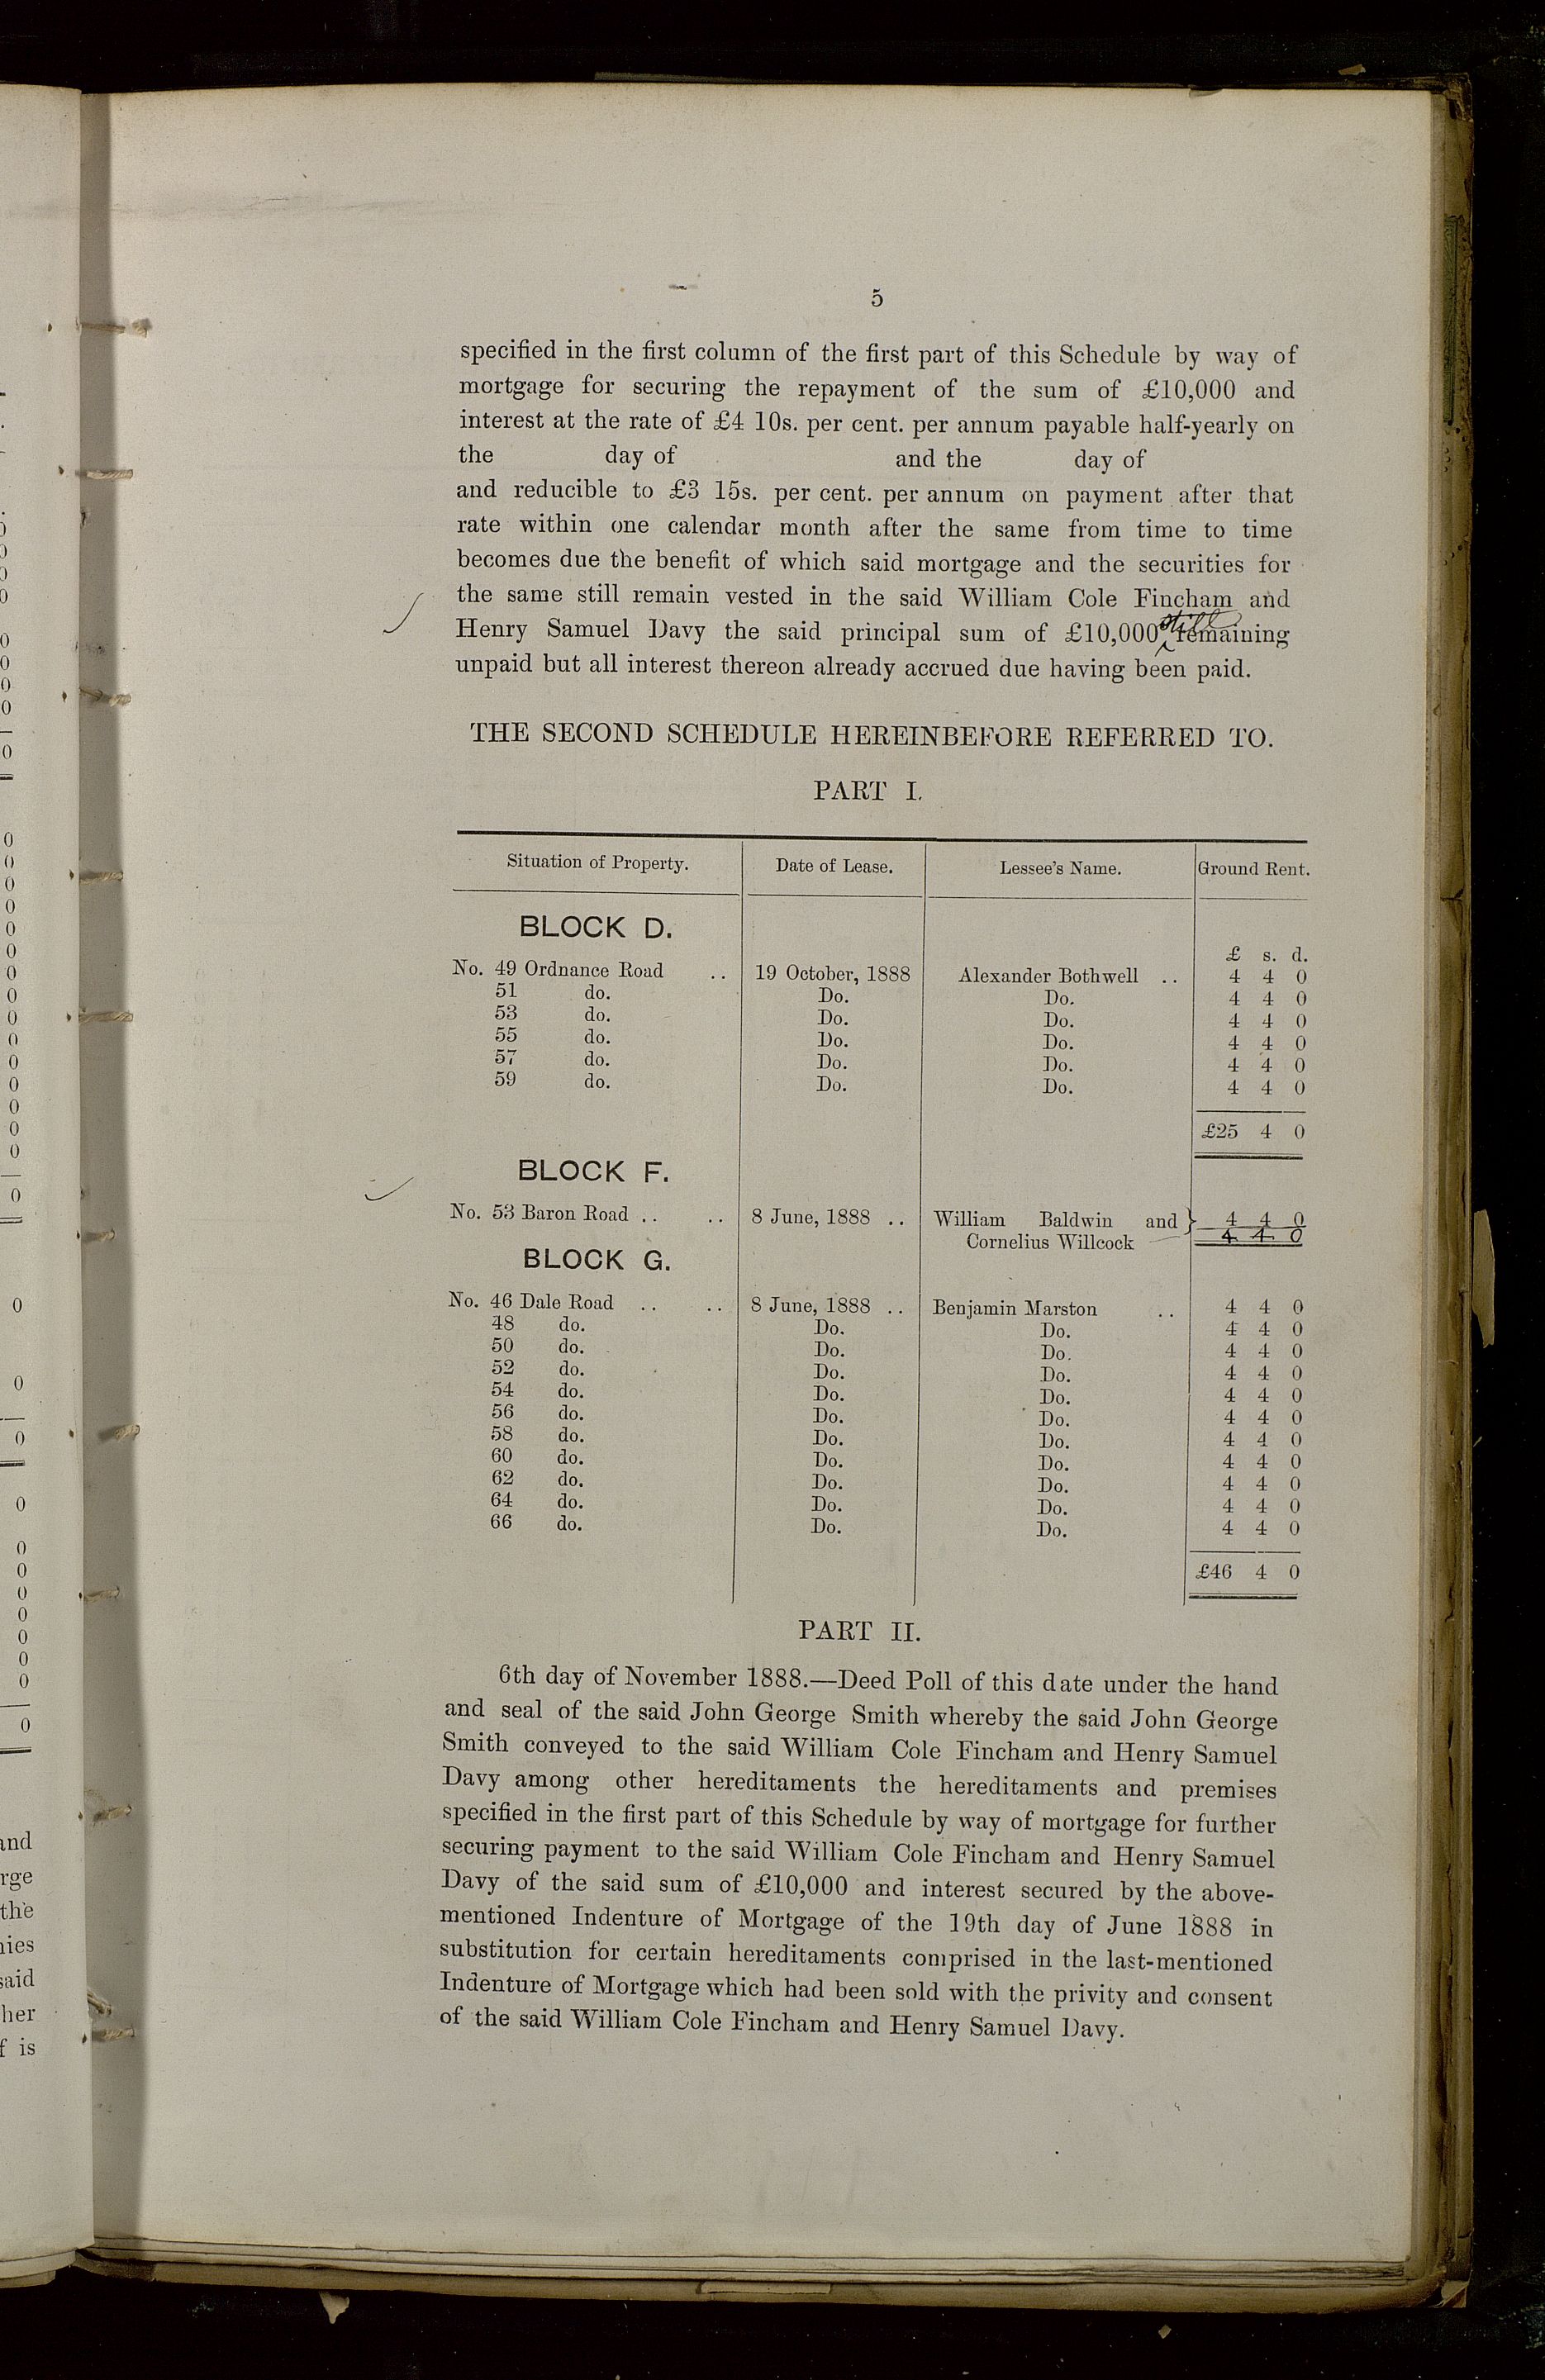 5
specified in the first column of the first part of this Schedule by way of
mortgage for securing the repayment of the sum of £10,000 and
interest at the rate of £4 10s. per cent. per annum payable half-yearly on
the day of and the day of
and reducible to £3 15s. per cent. per annum on payment after that
rate within one calendar month after the same from time to time
becomes due the benefit of which said mortgage and the securities for
the same still remain vested in the said William Cole Fincham and
Henry Samuel Davy the said principal sum of £10,000 still remaining
unpaid but all interest thereon already accrued due having been paid.
THE SECOND SCHEDULE HEREINBEFORE REFERRED TO.
PART I.
Situation of Property. Date of Lease. Lessee's Name. Ground Rent.
BLOCK D.
£ s. d.
No. 49 Ordnance Road .. 19 October, 1888 Alexander Bothwell .. 4 4 0
51 do. Do. Do. 4 4 0
53 do. Do. Do. 4 4 0
55 do. Do. Do. 4 4 0
57 do. Do. Do. 4 4 0
59 do. Do. Do. 4 4 0
£25 4 0
BLOCK F.
No. 53 Baron Road .. .. 8 June, 1888 .. William Baldwin and } 4 4 0
Cornelius Willcock 4 4 0
BLOCK G.
No. 46 Dale Road .. .. 8 June, 1888 .. Benjamin Marston .. 4 4 0
48 do. Do. Do. 4 4 0
50 do. Do. Do. 4 4 0
52 do. Do. Do. 4 4 0
54 do. Do. Do. 4 4 0
56 do. Do. Do. 4 4 0
58 do. Do. Do. 4 4 0
60 do. Do. Do. 4 4 0
62 do. Do. Do. 4 4 0
64 do. Do. Do. 4 4 0
66 do. Do. Do. 4 4 0
£46 4 0
PART II.
6th day of November 1888.—Deed Poll of this date under the hand
and seal of the said John George Smith whereby the said John George
Smith conveyed to the said William Cole Fincham and Henry Samuel
Davy among other hereditaments the hereditaments and premises
specified in the first part of this Schedule by way of mortgage for further
securing payment to the said William Cole Fincham and Henry Samuel
Davy of the said sum of £10,000 and interest secured by the above-
mentioned Indenture of Mortgage of the 19th day of June 1888 in
substitution for certain hereditaments comprised in the last-mentioned
Indenture of Mortgage which had been sold with the privity and consent
of the said William Cole Fincham and Henry Samuel Davy.